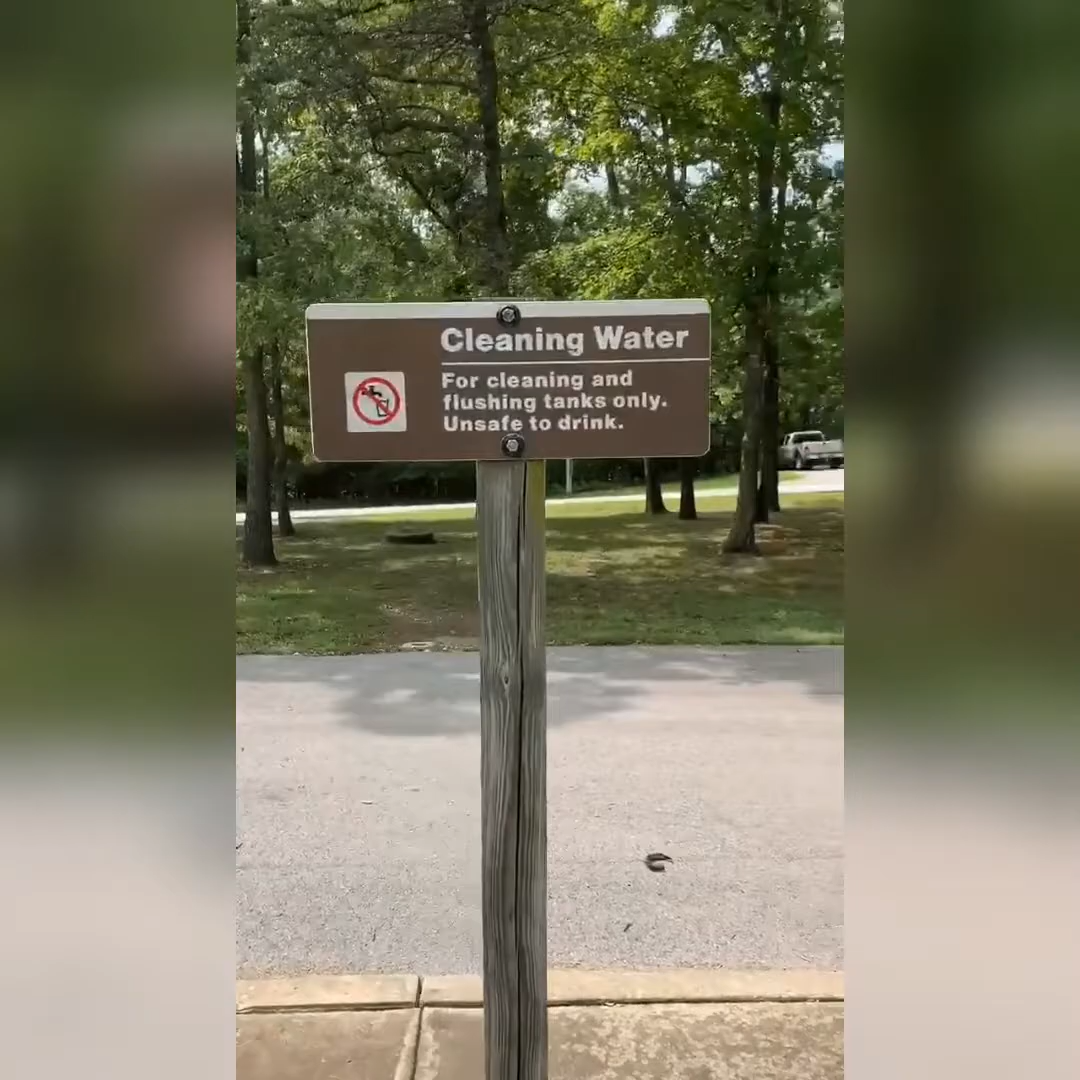 Cleaning Water
For cleaning and
flushing tanks only.
Unsafe to drink.